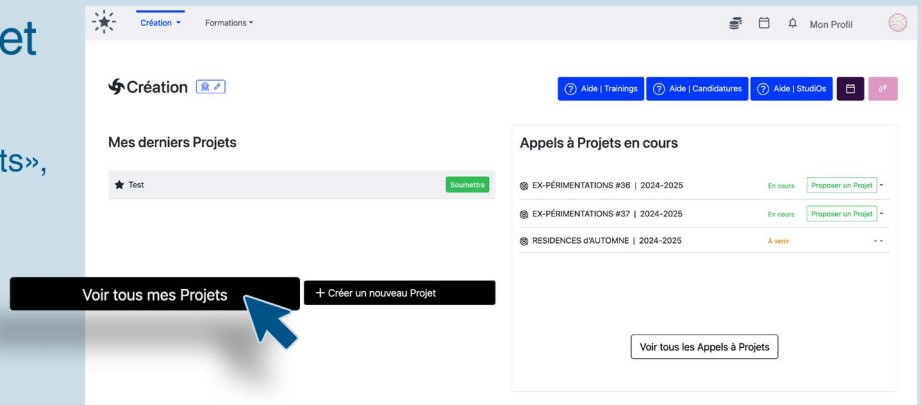 et
ts»,
Création
Formations
Mon Profil
Création
Aide | Trainings
Aide | Candidatures
Aide | StudiOs
Mes derniers Projets
Test
Soumettre
Voir tous mes Projets
+ Créer un nouveau Projet
Appels à Projets en cours
EX-PÉRIMENTATIONS #36 | 2024-2025 En cours Proposer un Projet -
EX-PÉRIMENTATIONS #37 | 2024-2025 En cours Proposer un Projet -
RESIDENCES d'AUTOMNE | 2024-2025 À venir - -
Voir tous les Appels à Projets